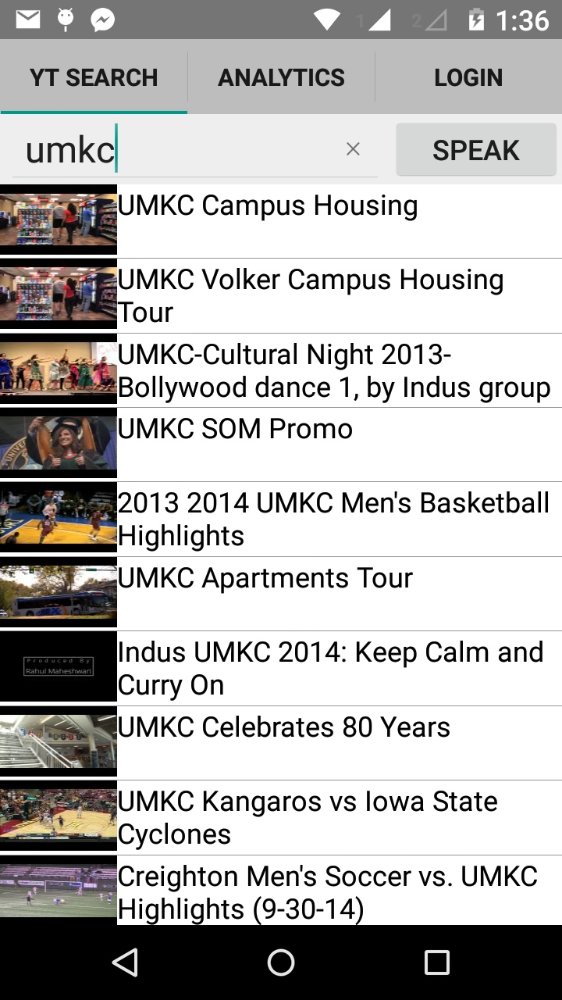 1 2 1:36
YT SEARCH ANALYTICS LOGIN
umkc × SPEAK
UMKC Campus Housing
UMKC Volker Campus Housing
Tour
UMKC-Cultural Night 2013-
Bollywood dance 1, by Indus group
UMKC SOM Promo
2013 2014 UMKC Men's Basketball
Highlights
UMKC Apartments Tour
Produced By
Rahul Maheshwari
Indus UMKC 2014: Keep Calm and
Curry On
UMKC Celebrates 80 Years
UMKC Kangaros vs Iowa State
Cyclones
Creighton Men's Soccer vs. UMKC
Highlights (9-30-14)